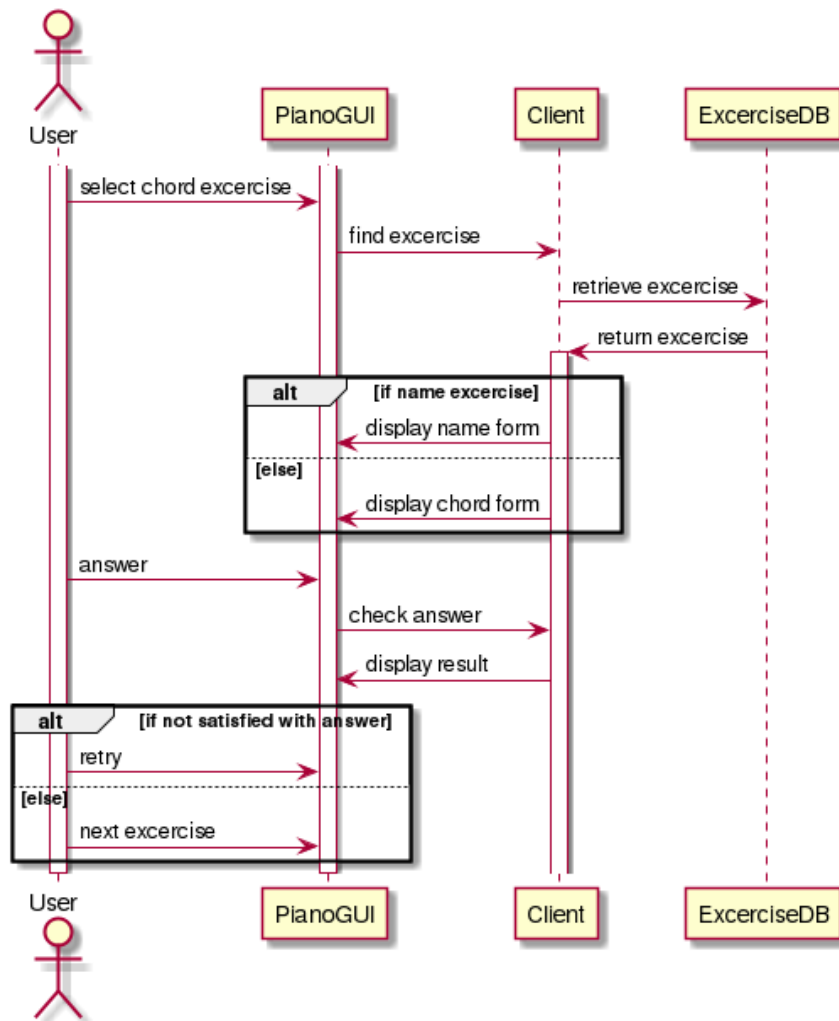 User
PianoGUI
Client
ExcerciseDB
select chord excercise
find excercise
retrieve excercise
return excercise
alt [if name excercise]
display name form
[else]
display chord form
answer
check answer
display result
alt [if not satisfied with answer]
retry
[else]
next excercise
User
PianoGUI
Client
ExcerciseDB